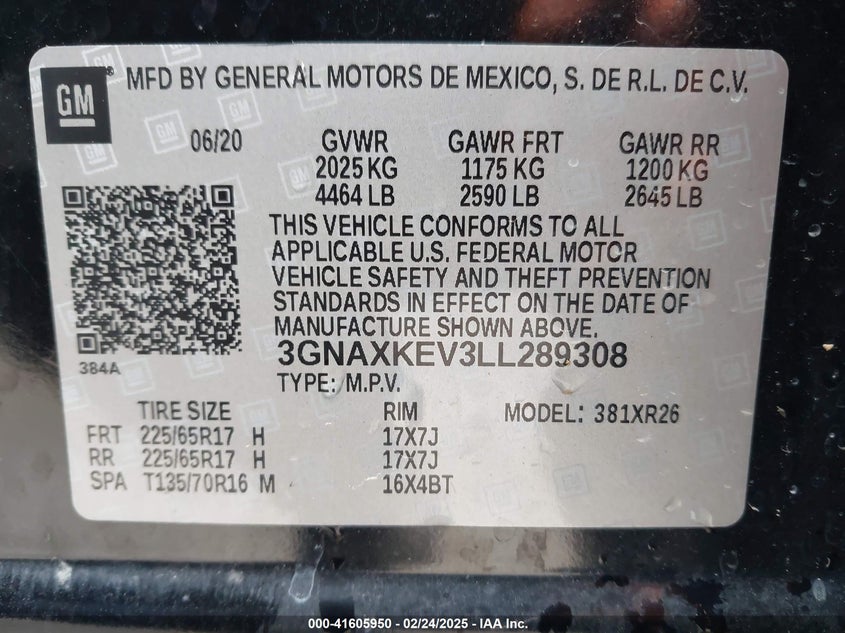 GM ® MFD BY GENERAL MOTORS DE MEXICO, S. DE R.L. DE C.V.
06/20 GVWR GAWR FRT GAWR RR
2025 KG 1175 KG 1200 KG
4464 LB 2590 LB 2645 LB
THIS VEHICLE CONFORMS TO ALL
APPLICABLE U.S. FEDERAL MOTOR
VEHICLE SAFETY AND THEFT PREVENTION
STANDARDS IN EFFECT ON THE DATE OF
MANUFACTURE SHOWN ABOVE.
3GNAXKEV3LL289308
384A
TYPE: M.P.V.
TIRE SIZE RIM MODEL: 381XR26
FRT 225/65R17 H 17X7J
RR 225/65R17 H 17X7J
SPA T135/70R16 M 16X4BT
000-41605950 - 02/24/2025 - IAA Inc.